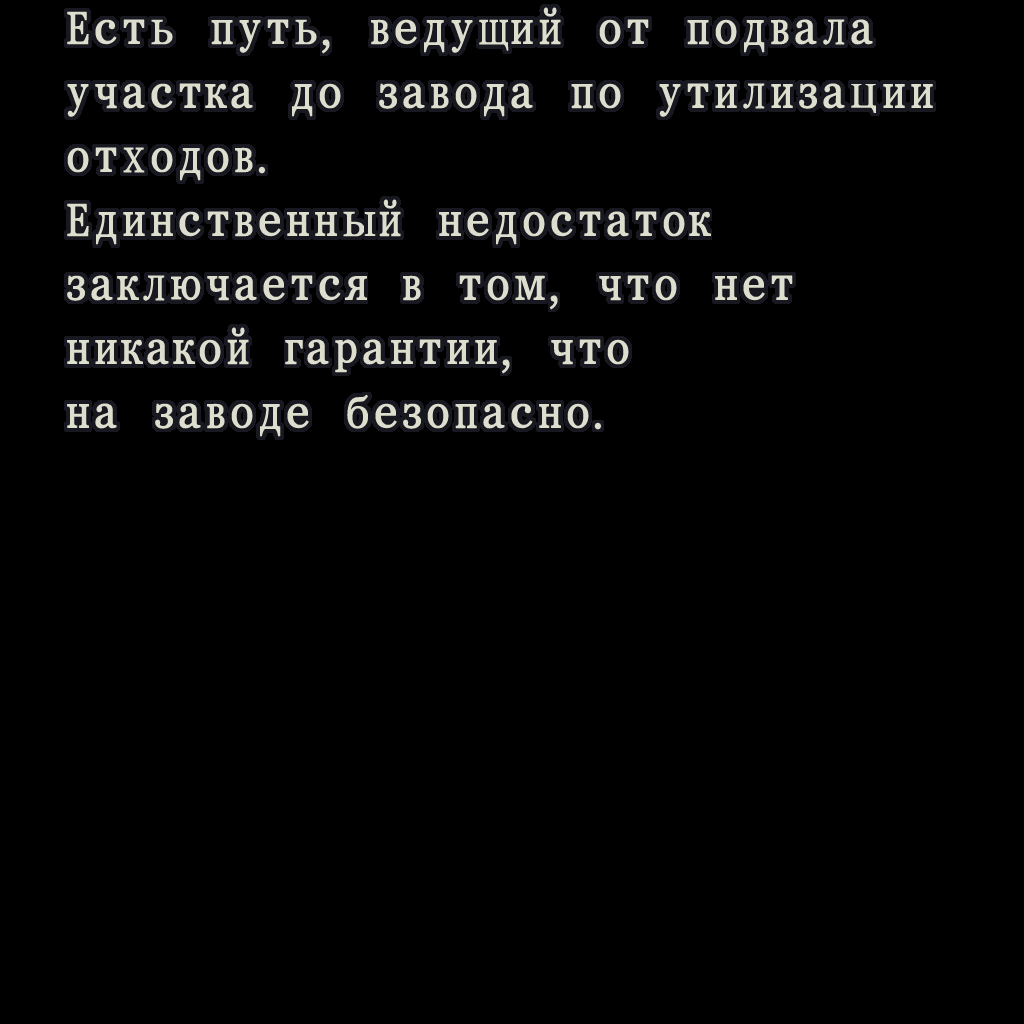 Есть путь, ведущий от подвала
участка до завода по утилизации
отходов.
Единственный недостаток
заключается в том, что нет
никакой гарантии, что
на заводе безопасно.